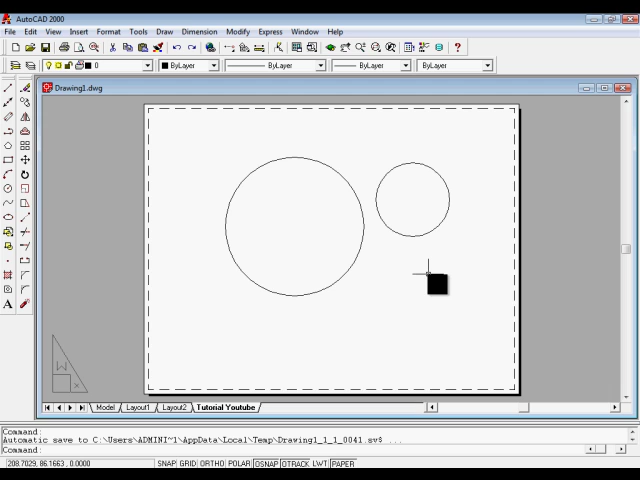 AutoCAD 2000
File Edit View Insert Format Tools Draw Dimension Modify Express Window Help
0 ByLayer ByLayer ByLayer ByLayer
Drawing1.dwg
W
X
Model Layout1 Layout2 Tutorial Youtube
Command:
Automatic save to C:\Users\ADMINI~1\AppData\Local\Temp\Drawing1_1_1_0041.sv$ ...
Command:
208.7029, 86.1663 , 0.0000 SNAP GRID ORTHO POLAR OSNAP OTRACK LWT PAPER